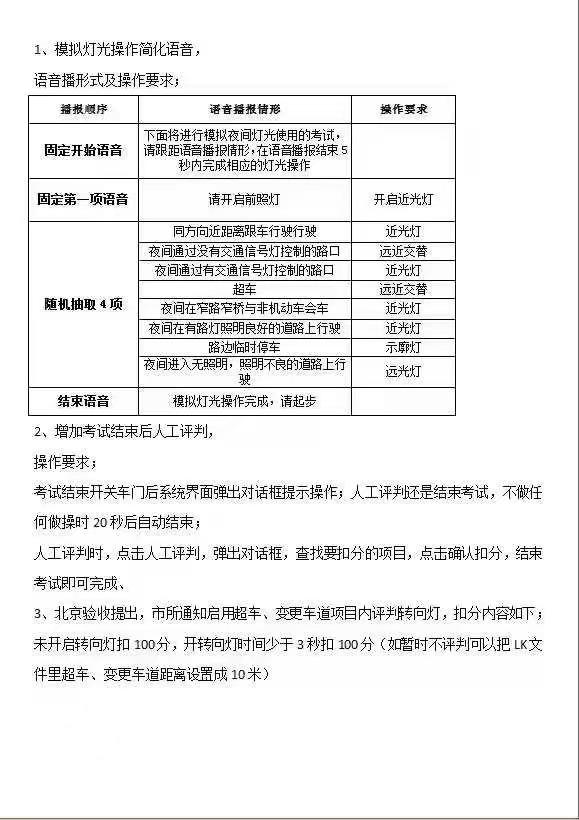 1、模拟灯光操作简化语音，
语音播形式及操作要求；
播报顺序 语音播报情形 操作要求
固定开始语音 下面将进行模拟夜间灯光使用的考试，
请跟距语音播报情形，在语音播报结束 5
秒内完成相应的灯光操作
固定第一项语音 请开启前照灯 开启近光灯
随机抽取 4 项
同方向近距离跟车行驶行驶 近光灯
夜间通过没有交通信号灯控制的路口 远近交替
夜间通过有交通信号灯控制的路口 近光灯
超车 远近交替
夜间在窄路窄桥与非机动车会车 近光灯
夜间在有路灯照明良好的道路上行驶 近光灯
路边临时停车 示廓灯
夜间进入无照明，照明不良的道路上行
驶 远光灯
结束语音 模拟灯光操作完成，请起步
2、增加考试结束后人工评判，
操作要求；
考试结束开关车门后系统界面弹出对话框提示操作；人工评判还是结束考试，不做任
何做操时 20 秒后自动结束；
人工评判时，点击人工评判，弹出对话框，查找要扣分的项目，点击确认扣分，结束
考试即可完成、
3、北京验收提出，市所通知启用超车、变更车道项目内评判转向灯，扣分内容如下；
未开启转向灯扣 100 分，开转向灯时间少于 3 秒扣 100 分（如暂时不评判可以把 LK 文
件里超车、变更车道距离设置成 10 米）